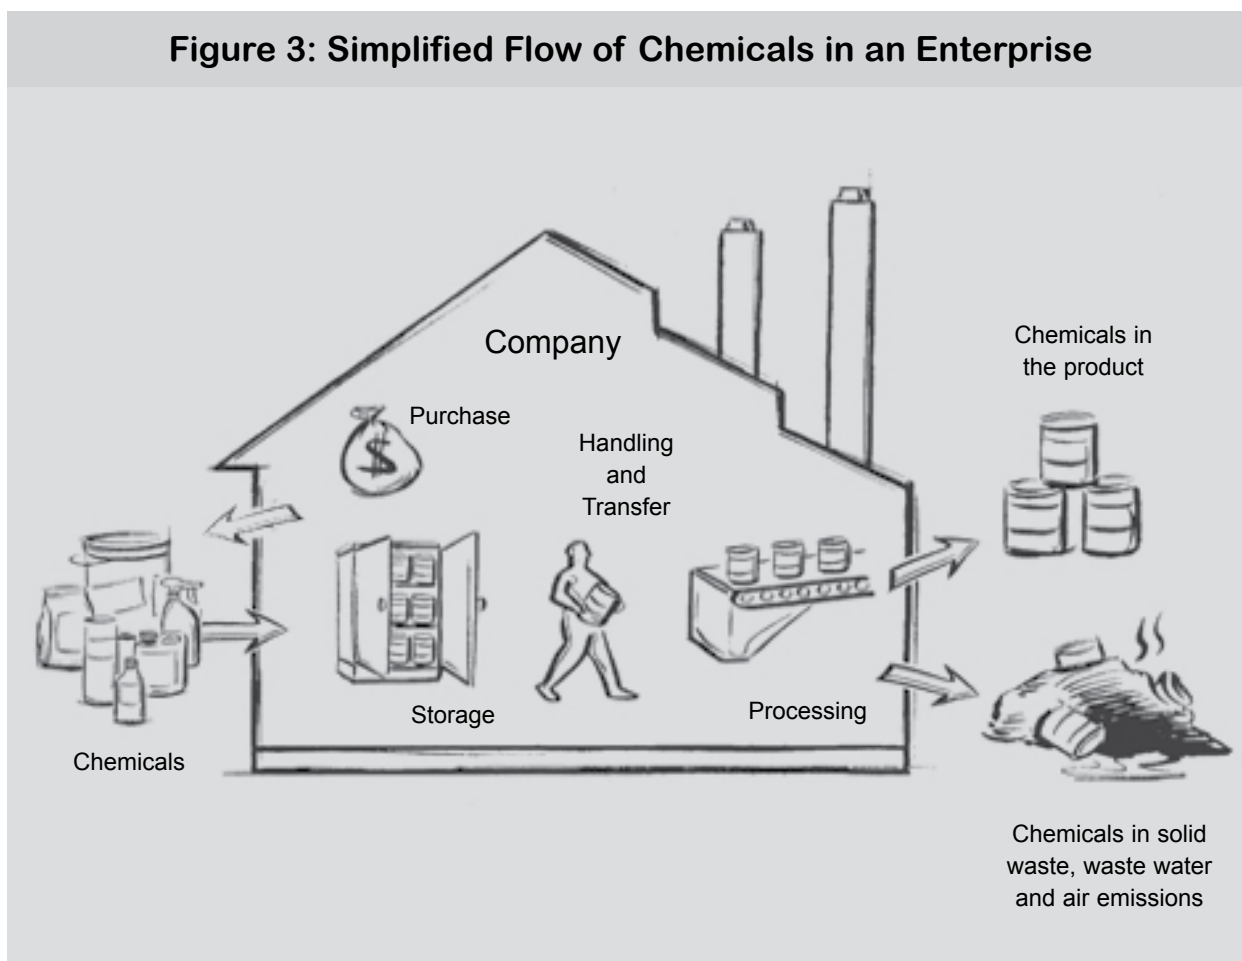 Figure 3: Simplified Flow of Chemicals in an Enterprise
Company
Purchase
$
Handling
and
Transfer
Storage
Processing
Chemicals
Chemicals in
the product
Chemicals in solid
waste, waste water
and air emissions